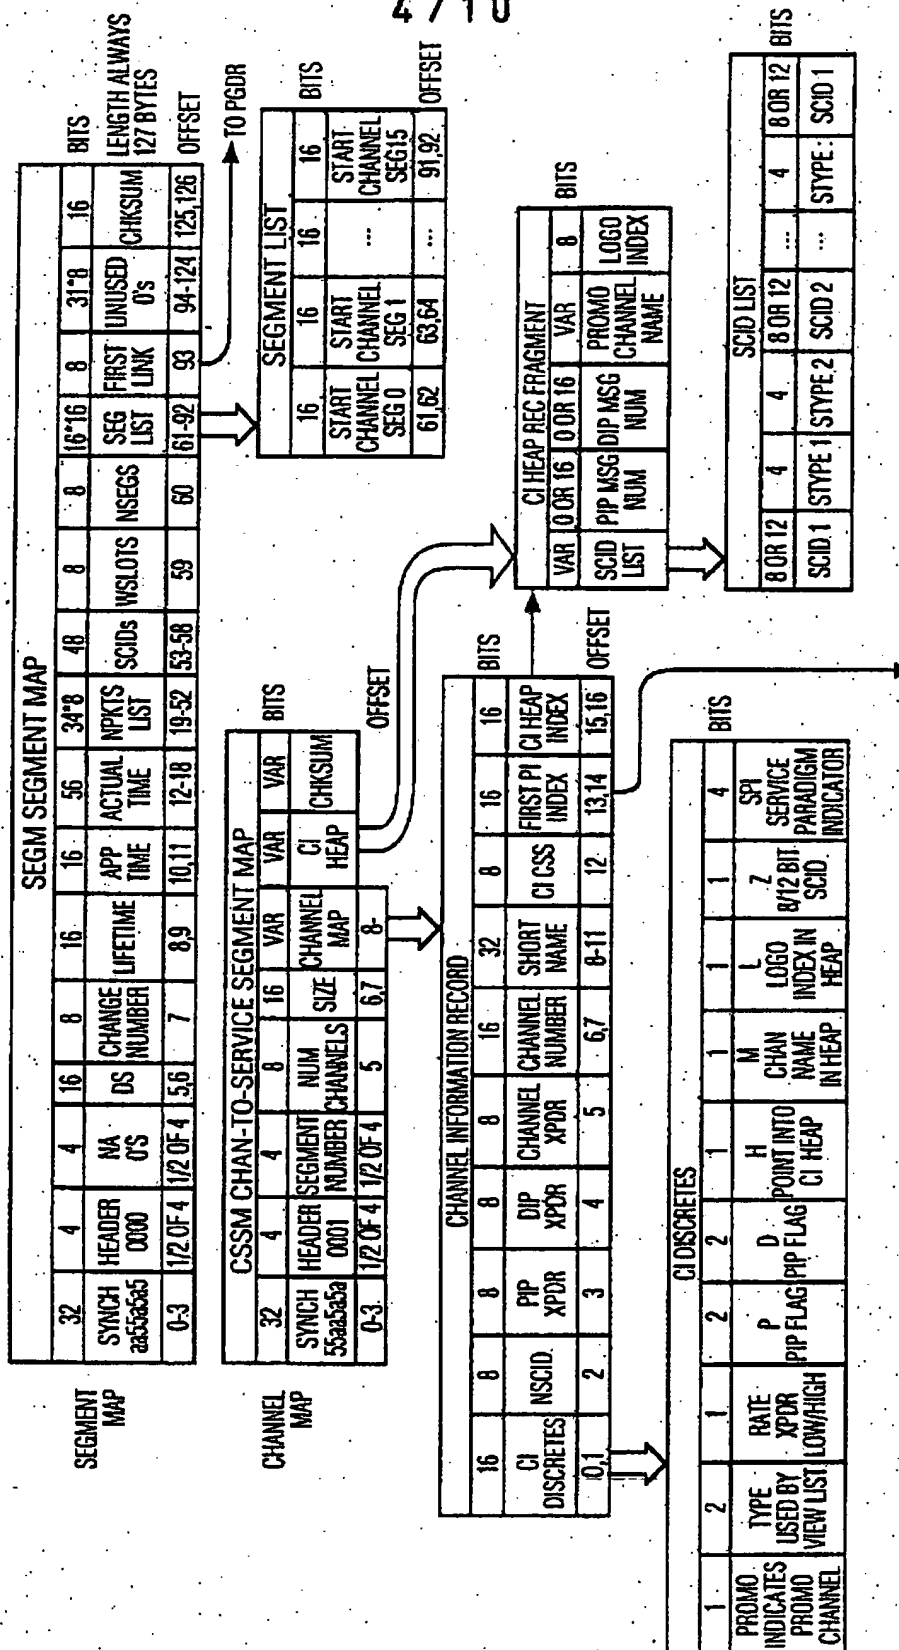 4 / 10
SEGMENT MAP
SEGM SEGMENT MAP
32 4 4 16 8 16 16 56 34*8 48 8 8 16*16 8 31*8 16 BITS
SYNCH aa55a5a5 HEADER 0000 NA 0'S DS CHANGE NUMBER LIFETIME APP TIME ACTUAL TIME NPKTS LIST SCIDs WSLOTS NSEGS SEG LIST FIRST LINK UNUSED 0's CHKSUM LENGTH ALWAYS 127 BYTES
0-3 1/2 OF 4 1/2 OF 4 5,6 7 8,9 10,11 12-18 19-52 53-58 59 60 61-92 93 94-124 125,126 OFFSET
TO PGDR
CHANNEL MAP
CSSM CHAN-TO-SERVICE SEGMENT MAP
32 4 4 8 16 VAR VAR VAR BITS
SYNCH 55aa5a5a HEADER 0001 SEGMENT NUMBER NUM CHANNELS SIZE CHANNEL MAP CI HEAP CHKSUM
0-3 1/2 OF 4 1/2 OF 4 5 6,7 8- OFFSET
SEGMENT LIST
16 16 16 16 BITS
START CHANNEL SEG 0 START CHANNEL SEG 1 ... START CHANNEL SEG15
61,62 63,64 ... 91,92 OFFSET
CHANNEL INFORMATION RECORD
16 8 8 8 8 16 32 8 16 16 BITS
CI DISCRETES NSCID PIP XPDR DIP XPDR CHANNEL XPDR CHANNEL NUMBER SHORT NAME CI CSS FIRST PI INDEX CI HEAP INDEX
0,1 2 3 4 5 6,7 8-11 12 13,14 15,16 OFFSET
CI HEAP REC FRAGMENT
VAR 0 OR 16 0 OR 16 VAR 8 BITS
SCID LIST PIP MSG NUM DIP MSG NUM PROMO CHANNEL NAME LOGO INDEX
CI DISCRETES
1 2 1 2 2 1 1 1 1 4 BITS
PROMO INDICATES PROMO CHANNEL TYPE USED BY VIEW LIST RATE XPDR LOW/HIGH P PIP FLAG D PIP FLAG H POINT INTO CI HEAP M CHAN NAME IN HEAP L LOGO INDEX IN HEAP Z 8/12 BIT SCID SPI SERVICE PARADIGM INDICATOR
SCID LIST
8 OR 12 4 4 8 OR 12 ... 4 8 OR 12 BITS
SCID.1 STYPE 1 STYPE.2 SCID 2 ... STYPE : SCID 1